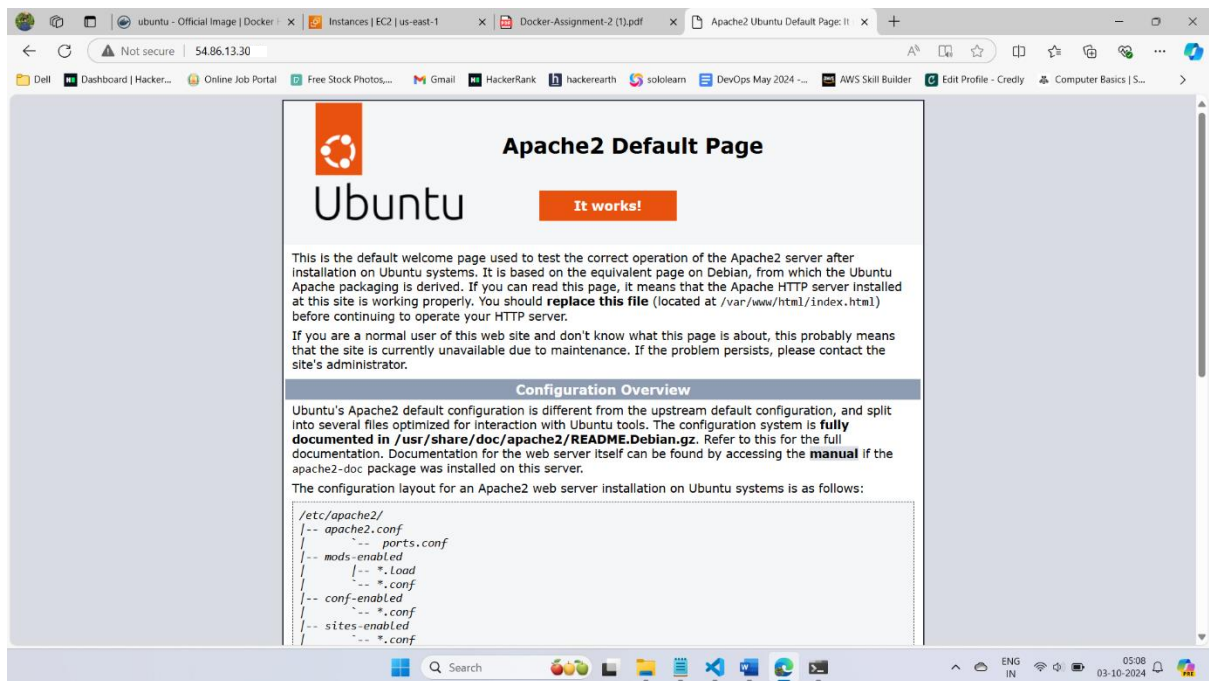 ubuntu - Official Image | Docker H
Instances | EC2 | us-east-1
Docker-Assignment-2 (1).pdf
Apache2 Ubuntu Default Page: It
Not secure 54.86.13.30
Dell
Dashboard | Hacker...
Online Job Portal
Free Stock Photos,...
Gmail
HackerRank
hackerearth
sololearn
DevOps May 2024 -...
AWS Skill Builder
Edit Profile - Credly
Computer Basics | S...
Apache2 Default Page
Ubuntu
It works!
This is the default welcome page used to test the correct operation of the Apache2 server after
installation on Ubuntu systems. It is based on the equivalent page on Debian, from which the Ubuntu
Apache packaging is derived. If you can read this page, it means that the Apache HTTP server installed
at this site is working properly. You should replace this file (located at /var/www/html/index.html)
before continuing to operate your HTTP server.
If you are a normal user of this web site and don't know what this page is about, this probably means
that the site is currently unavailable due to maintenance. If the problem persists, please contact the
site's administrator.
Configuration Overview
Ubuntu's Apache2 default configuration is different from the upstream default configuration, and split
into several files optimized for interaction with Ubuntu tools. The configuration system is fully
documented in /usr/share/doc/apache2/README.Debian.gz. Refer to this for the full
documentation. Documentation for the web server itself can be found by accessing the manual if the
apache2-doc package was installed on this server.
The configuration layout for an Apache2 web server installation on Ubuntu systems is as follows:
/etc/apache2/
|-- apache2.conf
|       `-- ports.conf
|-- mods-enabled
|       |-- *.load
|       `-- *.conf
|-- conf-enabled
|       `-- *.conf
|-- sites-enabled
|       `-- *.conf
Search
ENG
IN
05:08
03-10-2024